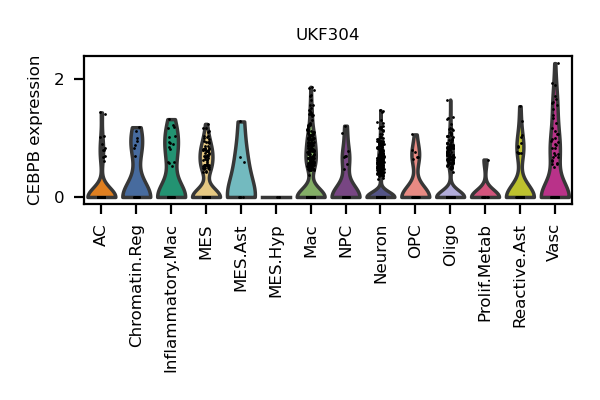 UKF304
CEBPB expression
2
0
AC
Chromatin.Reg
Inflammatory.Mac
MES
MES.Ast
MES.Hyp
Mac
NPC
Neuron
OPC
Oligo
Prolif.Metab
Reactive.Ast
Vasc